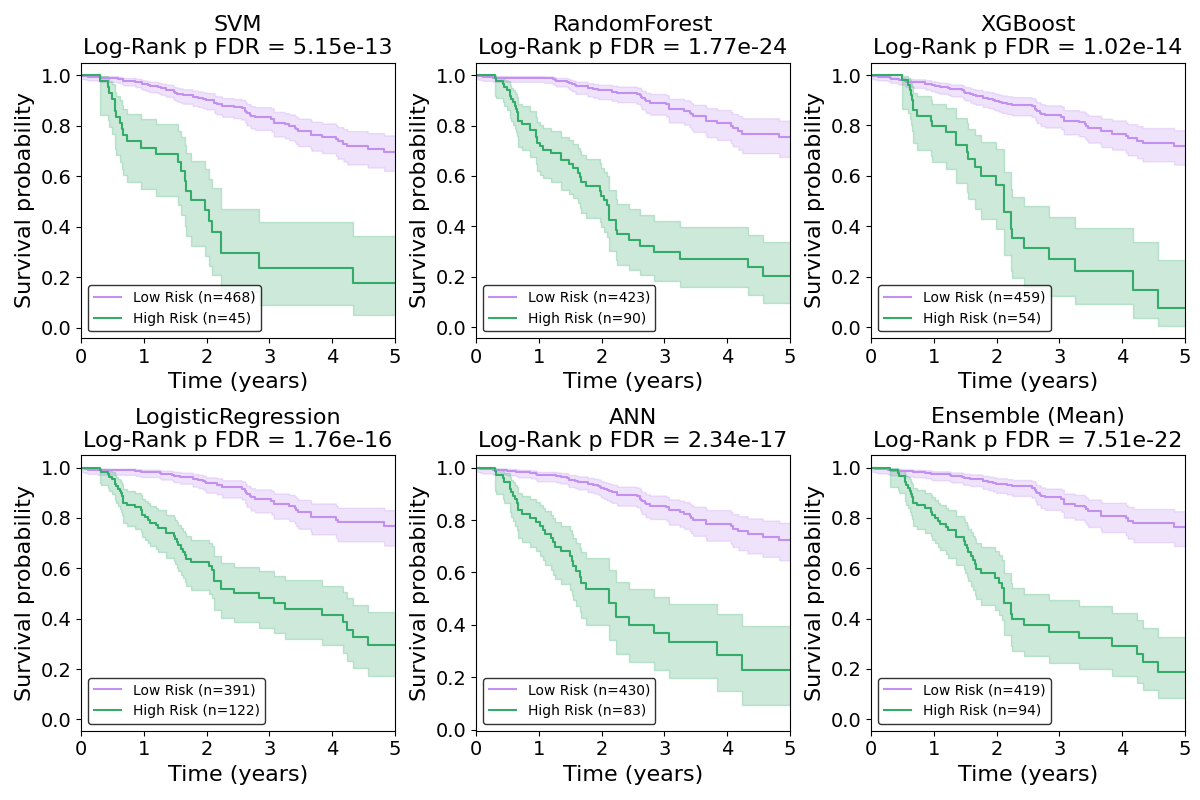 SVM
Log-Rank p FDR = 5.15e-13
Survival probability
1.0
0.8
0.6
0.4
0.2
0.0
Low Risk (n=468)
High Risk (n=45)
0 1 2 3 4 5
Time (years)
RandomForest
Log-Rank p FDR = 1.77e-24
Survival probability
1.0
0.8
0.6
0.4
0.2
0.0
Low Risk (n=423)
High Risk (n=90)
0 1 2 3 4 5
Time (years)
XGBoost
Log-Rank p FDR = 1.02e-14
Survival probability
1.0
0.8
0.6
0.4
0.2
0.0
Low Risk (n=459)
High Risk (n=54)
0 1 2 3 4 5
Time (years)
LogisticRegression
Log-Rank p FDR = 1.76e-16
Survival probability
1.0
0.8
0.6
0.4
0.2
0.0
Low Risk (n=391)
High Risk (n=122)
0 1 2 3 4 5
Time (years)
ANN
Log-Rank p FDR = 2.34e-17
Survival probability
1.0
0.8
0.6
0.4
0.2
0.0
Low Risk (n=430)
High Risk (n=83)
0 1 2 3 4 5
Time (years)
Ensemble (Mean)
Log-Rank p FDR = 7.51e-22
Survival probability
1.0
0.8
0.6
0.4
0.2
0.0
Low Risk (n=419)
High Risk (n=94)
0 1 2 3 4 5
Time (years)